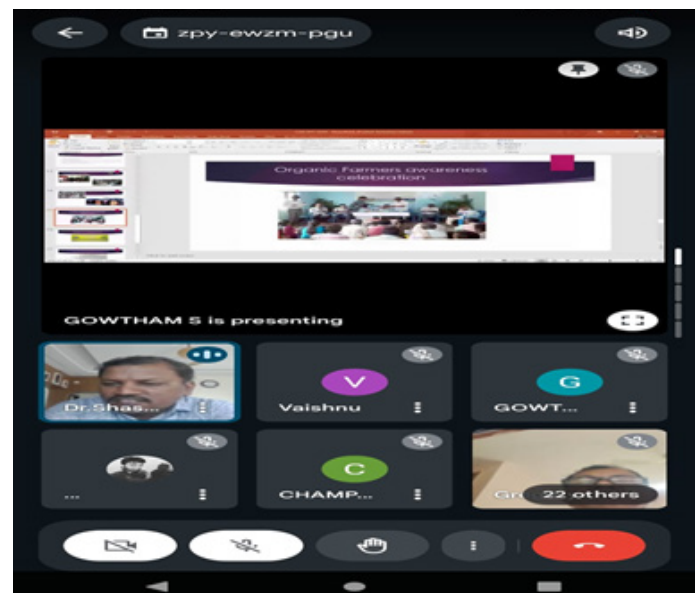 zpy-ewzm-pgu
Organic Farmers awareness
celebration
GOWTHAM S is presenting
Dr.Shas...
V
Vaishnu
G
GOWT...
...
C
CHAMP...
22 others